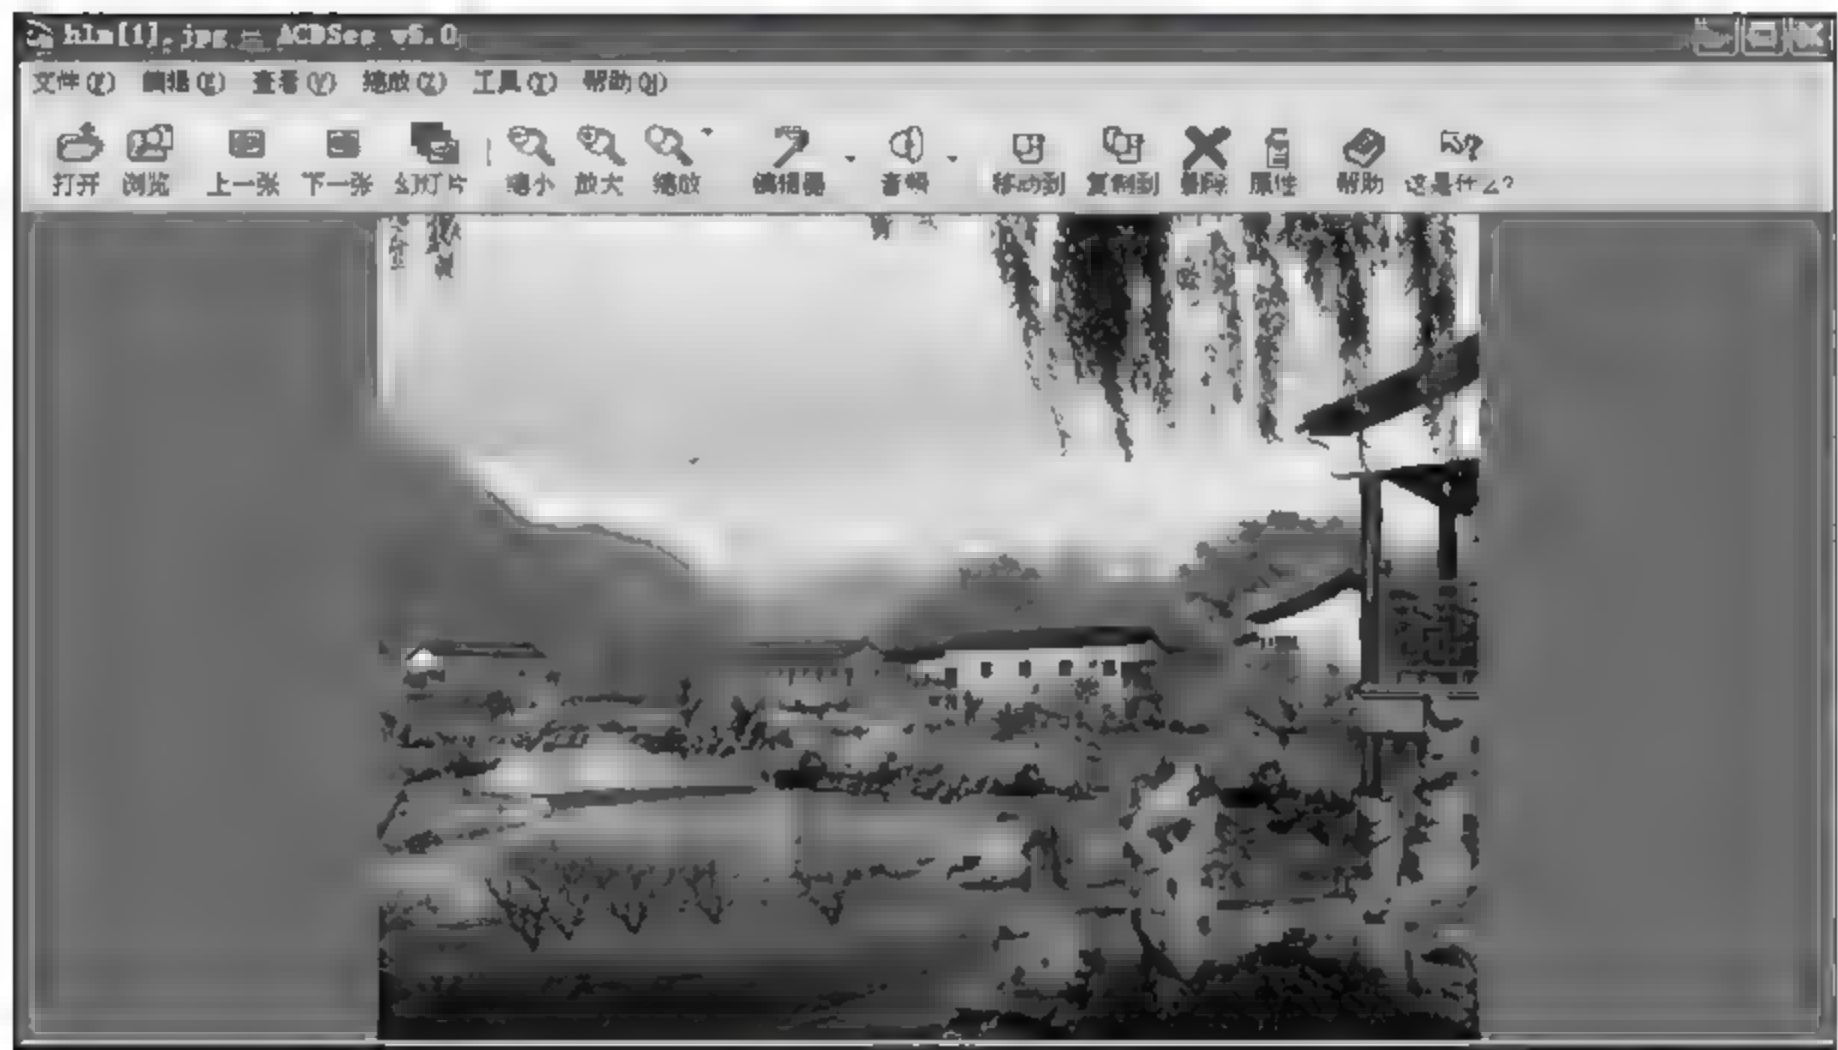 hlm[1].jpg - ACDSee v5.0
文件(F) 编辑(E) 查看(V) 缩放(Z) 工具(T) 帮助(H)
打开 浏览 上一张 下一张 幻灯片 缩小 放大 缩放 编辑器 音频 移动到 复制到 删除 属性 帮助 这是什么?